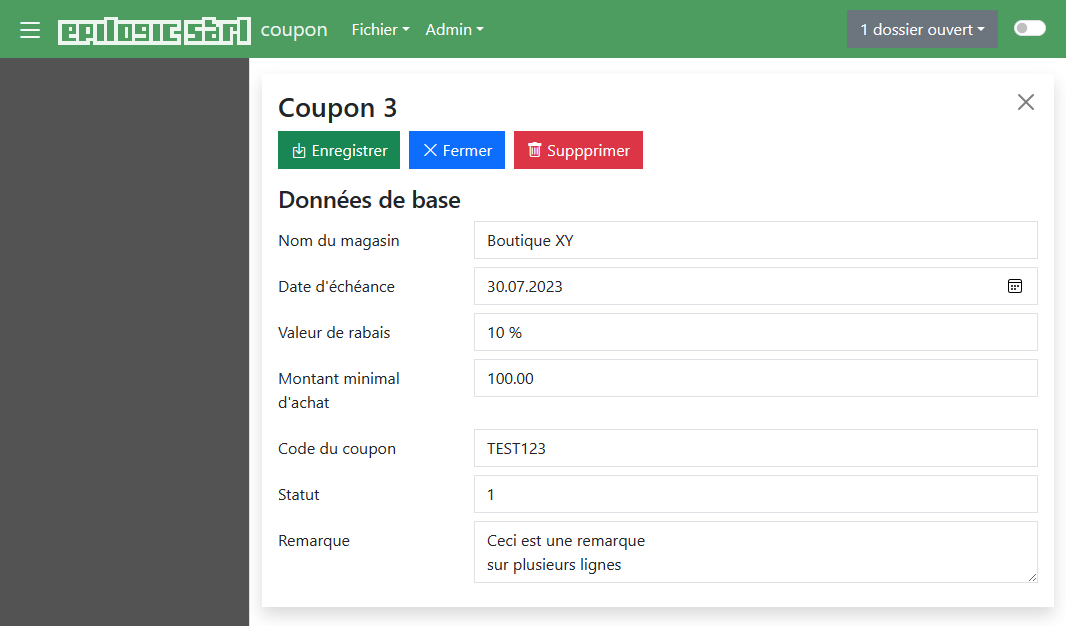 epilogic sàrl coupon Fichier Admin 1 dossier ouvert
Coupon 3
Enregistrer Fermer Suppprimer
Données de base
Nom du magasin Boutique XY
Date d'échéance 30.07.2023
Valeur de rabais 10 %
Montant minimal 100.00
d'achat
Code du coupon TEST123
Statut 1
Remarque Ceci est une remarque
sur plusieurs lignes